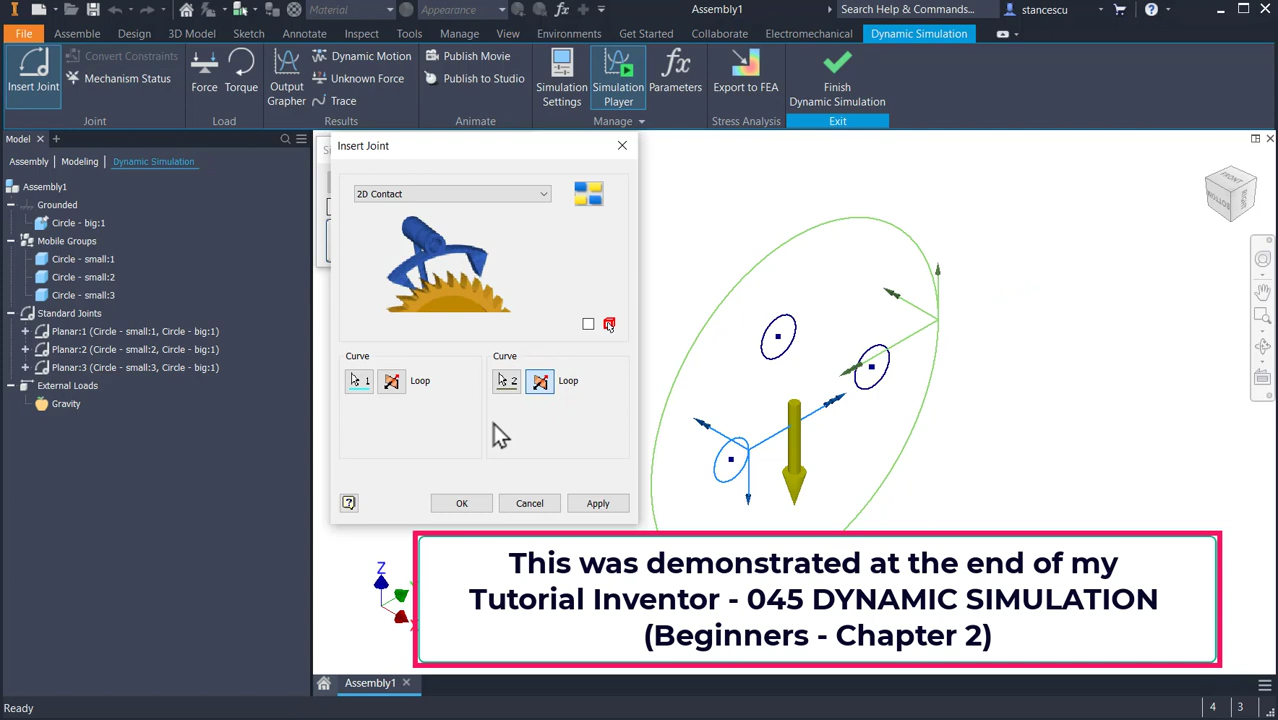 Material
Appearance
Assembly1
Search Help & Commands...
stancescu
File
Assemble
Design
3D Model
Sketch
Annotate
Inspect
Tools
Manage
View
Environments
Get Started
Collaborate
Electromechanical
Dynamic Simulation
Insert Joint
Convert Constraints
Mechanism Status
Joint
Force
Torque
Load
Output
Grapher
Dynamic Motion
Unknown Force
Trace
Results
Publish Movie
Publish to Studio
Animate
Simulation
Settings
Simulation
Player
Parameters
Manage
Export to FEA
Stress Analysis
Finish
Dynamic Simulation
Exit
Model
Assembly
Modeling
Dynamic Simulation
Assembly1
Grounded
Circle - big:1
Mobile Groups
Circle - small:1
Circle - small:2
Circle - small:3
Standard Joints
Planar:1 (Circle - small:1, Circle - big:1)
Planar:2 (Circle - small:2, Circle - big:1)
Planar:3 (Circle - small:3, Circle - big:1)
External Loads
Gravity
Insert Joint
2D Contact
Curve
1
Loop
Curve
2
Loop
OK
Cancel
Apply
FRONT
BOTTOM
Z
This was demonstrated at the end of my
Tutorial Inventor - 045 DYNAMIC SIMULATION
(Beginners - Chapter 2)
Assembly1
Ready
4
3